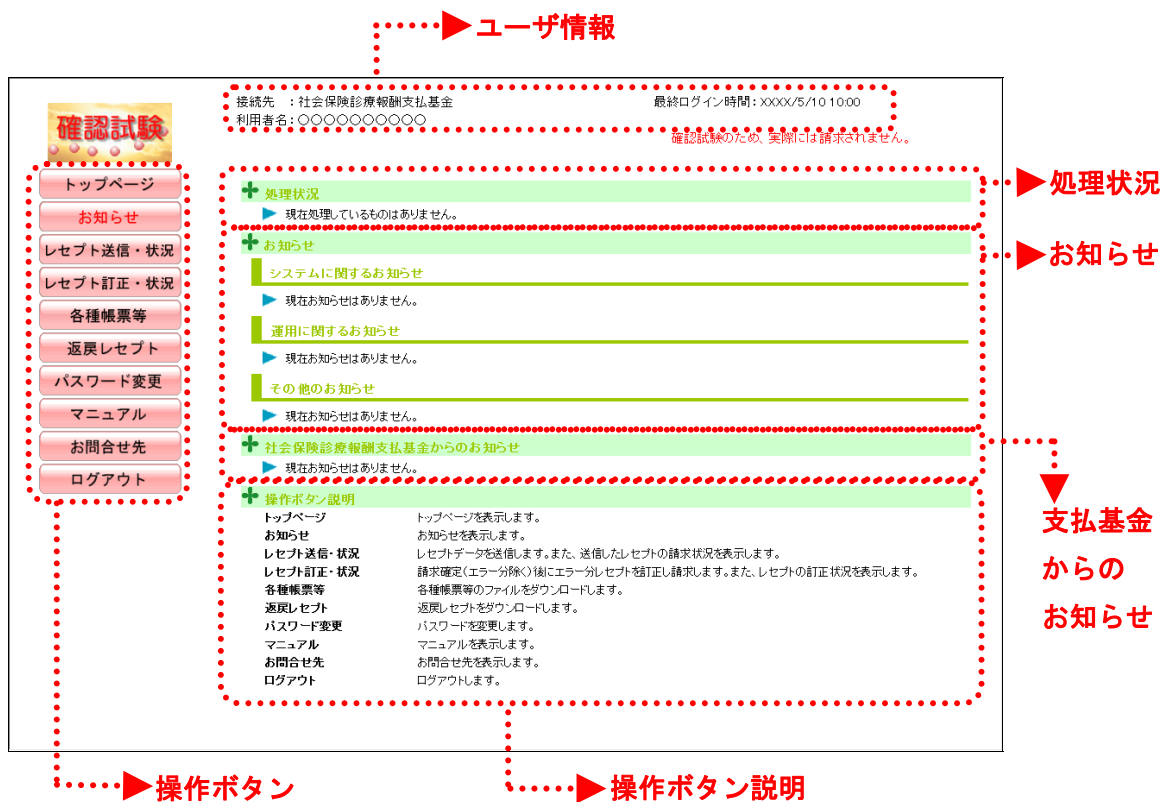 ユーザ情報
接続先 ：社会保険診療報酬支払基金 最終ログイン時間：XXXX/5/10 10:00
利用者名：○○○○○○○○○○
確認試験のため、実際には請求されません。
確認試験
トップページ
お知らせ
レセプト送信・状況
レセプト訂正・状況
各種帳票等
返戻レセプト
パスワード変更
マニュアル
お問合せ先
ログアウト
処理状況
現在処理しているものはありません。
処理状況
お知らせ
お知らせ
システムに関するお知らせ
現在お知らせはありません。
運用に関するお知らせ
現在お知らせはありません。
その他のお知らせ
現在お知らせはありません。
社会保険診療報酬支払基金からのお知らせ
現在お知らせはありません。
支払基金
からの
お知らせ
操作ボタン説明
トップページ トップページを表示します。
お知らせ お知らせを表示します。
レセプト送信・状況 レセプトデータを送信します。また、送信したレセプトの請求状況を表示します。
レセプト訂正・状況 請求確定（エラー分除く）後にエラー分レセプトを訂正し請求します。また、レセプトの訂正状況を表示します。
各種帳票等 各種帳票等のファイルをダウンロードします。
返戻レセプト 返戻レセプトをダウンロードします。
パスワード変更 パスワードを変更します。
マニュアル マニュアルを表示します。
お問合せ先 お問合せ先を表示します。
ログアウト ログアウトします。
操作ボタン
操作ボタン説明